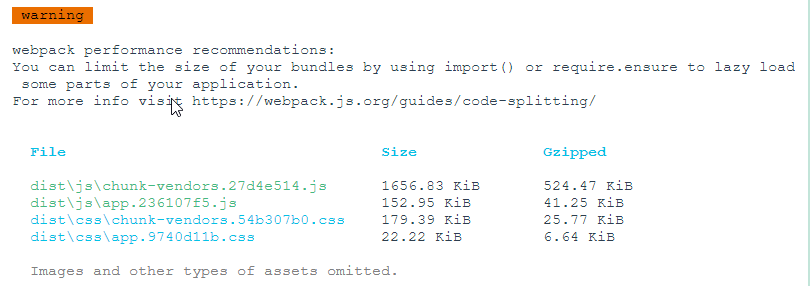 warning
webpack performance recommendations:
You can limit the size of your bundles by using import() or require.ensure to lazy load
some parts of your application.
For more info visit https://webpack.js.org/guides/code-splitting/
File Size Gzipped
dist\js\chunk-vendors.27d4e514.js 1656.83 KiB 524.47 KiB
dist\js\app.236107f5.js 152.95 KiB 41.25 KiB
dist\css\chunk-vendors.54b307b0.css 179.39 KiB 25.77 KiB
dist\css\app.9740d11b.css 22.22 KiB 6.64 KiB
Images and other types of assets omitted.